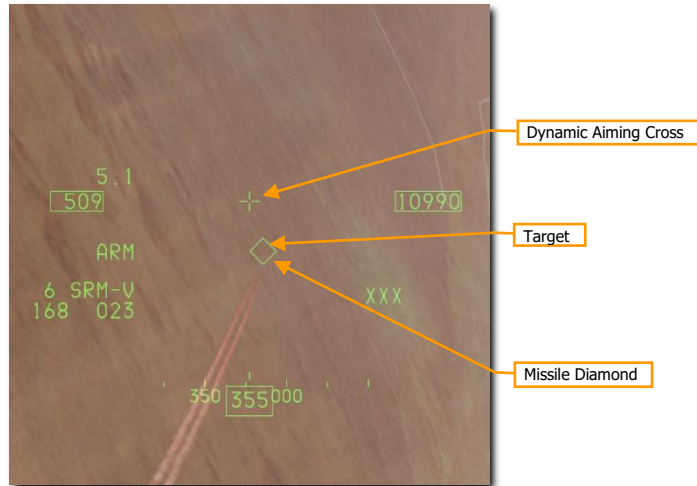 Dynamic Aiming Cross
5.1
509
10990
Target
ARM
6 SRM-V
XXX
168 023
Missile Diamond
350 355 000